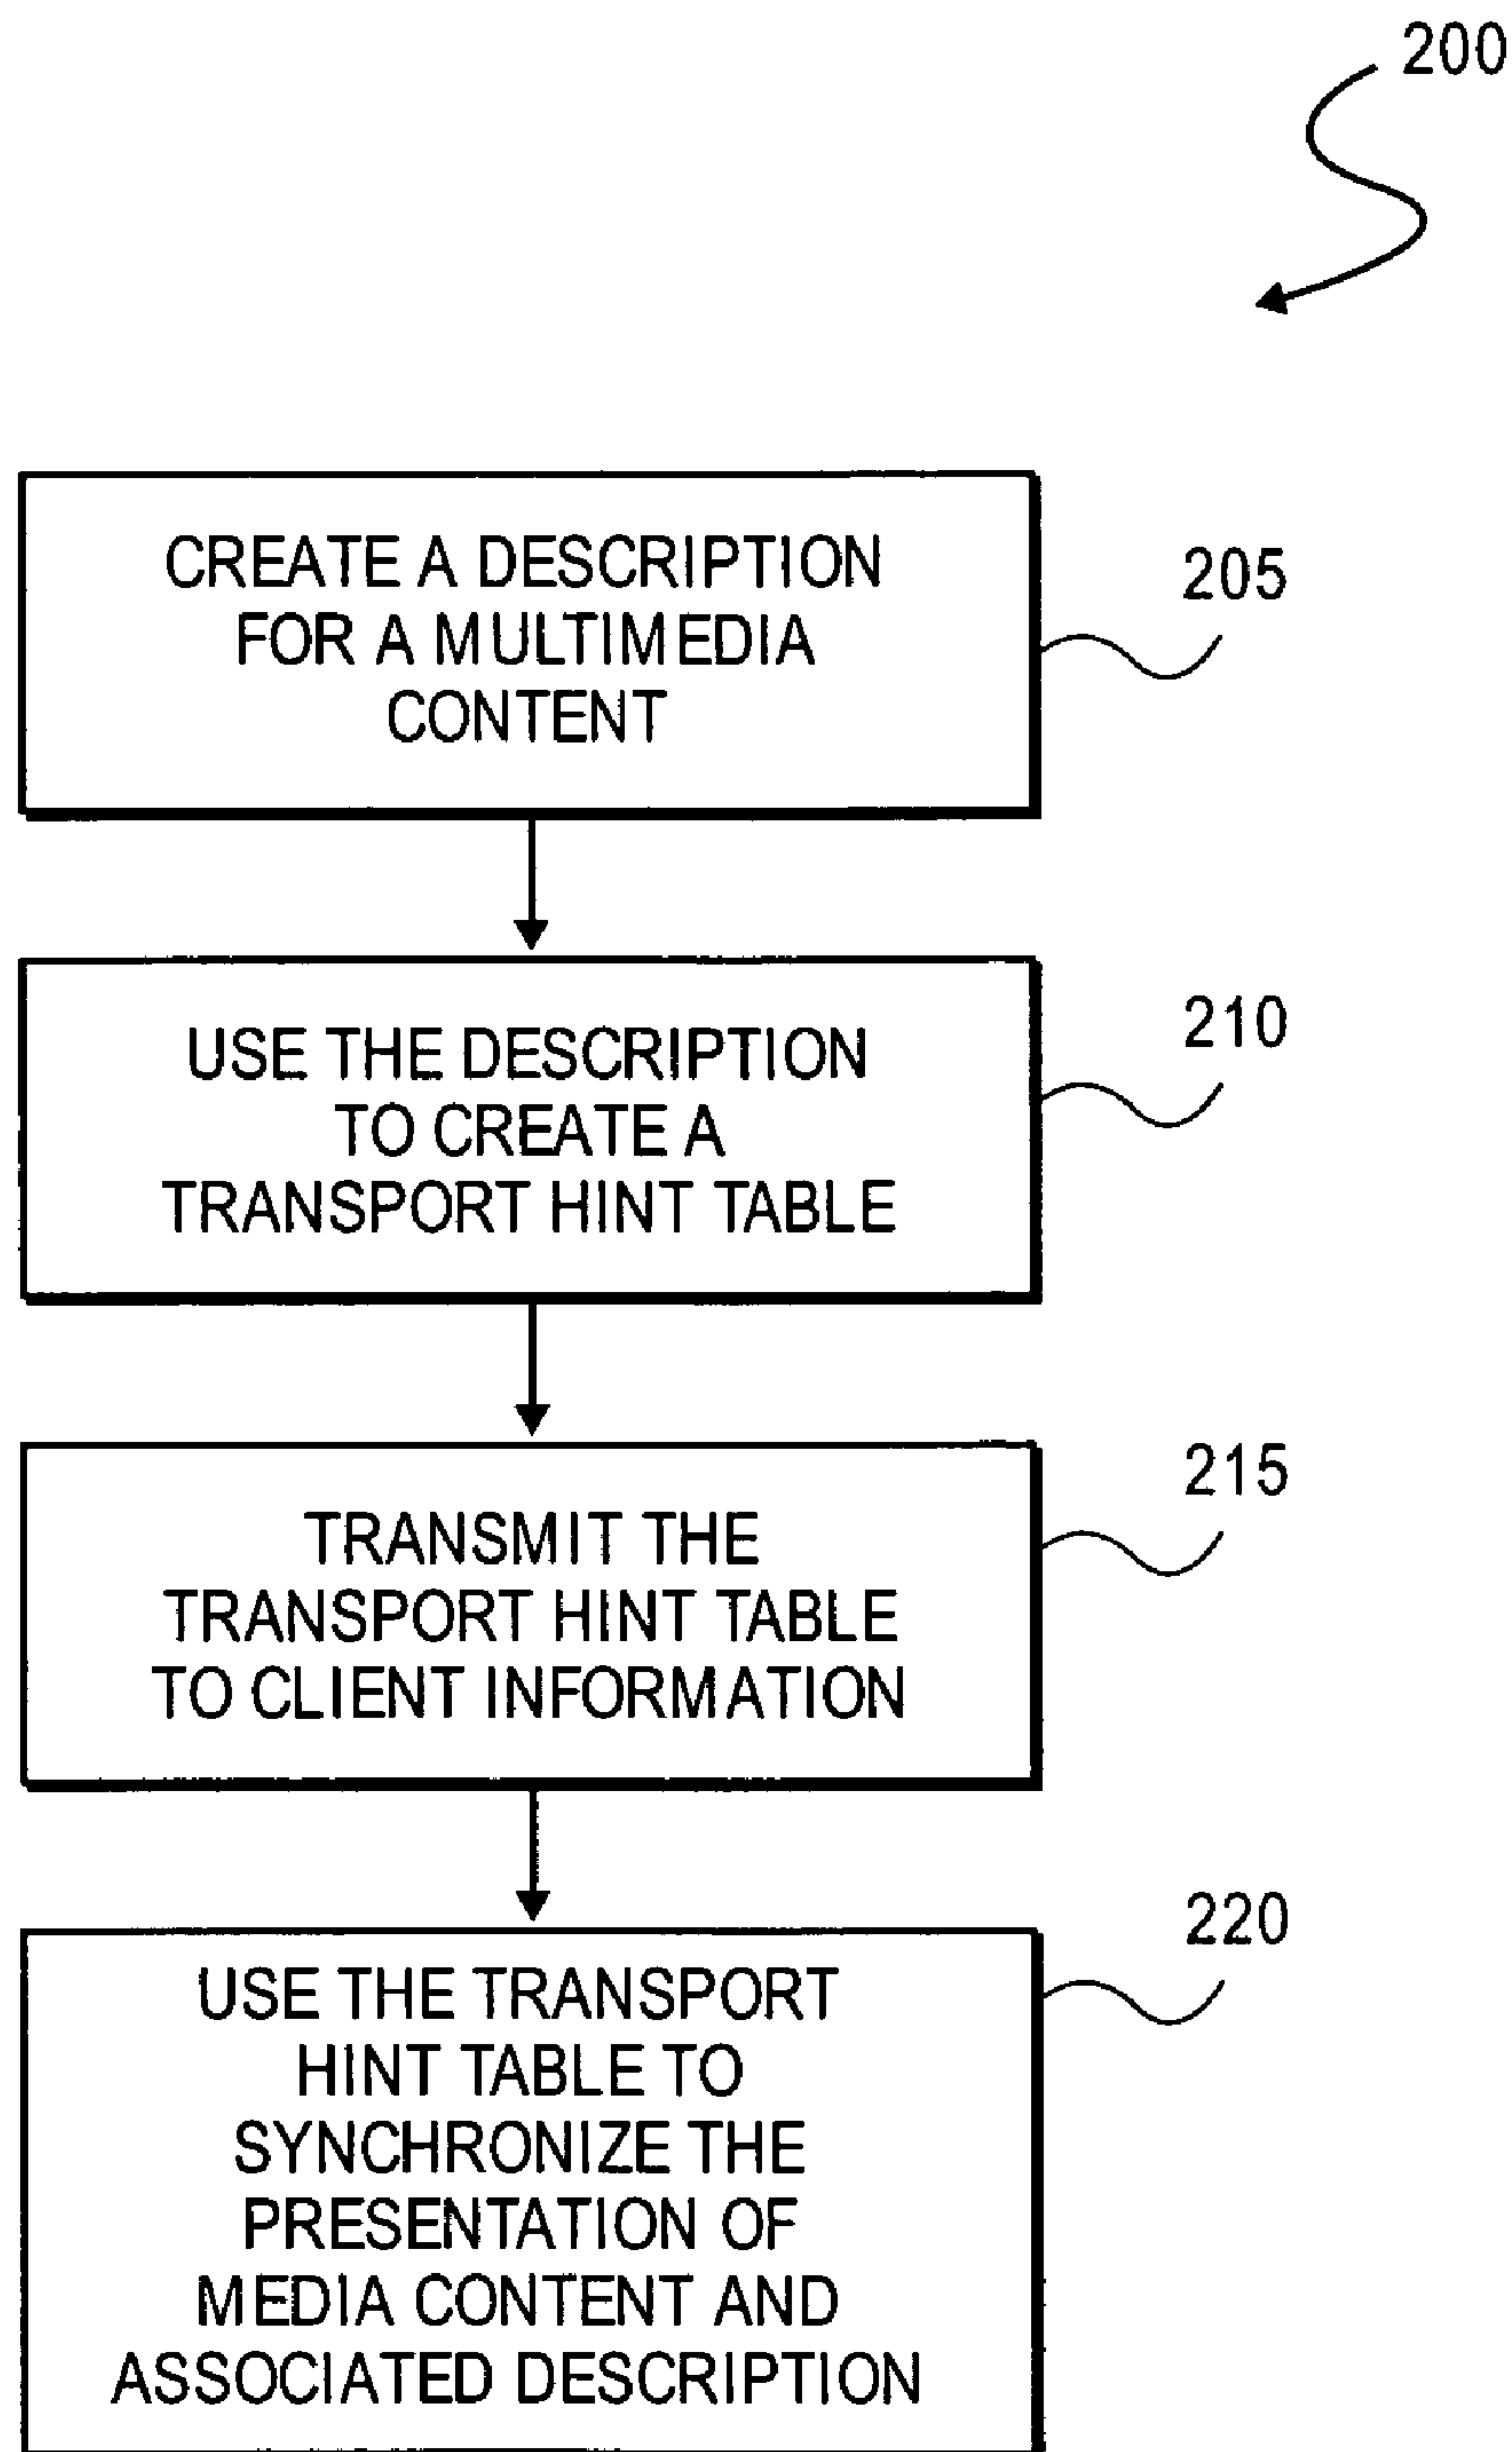 200
CREATE A DESCRIPTION
FOR A MULTIMEDIA
CONTENT
205
USE THE DESCRIPTION
TO CREATE A
TRANSPORT HINT TABLE
210
TRANSMIT THE
TRANSPORT HINT TABLE
TO CLIENT INFORMATION
215
USE THE TRANSPORT
HINT TABLE TO
SYNCHRONIZE THE
PRESENTATION OF
MEDIA CONTENT AND
ASSOCIATED DESCRIPTION
220